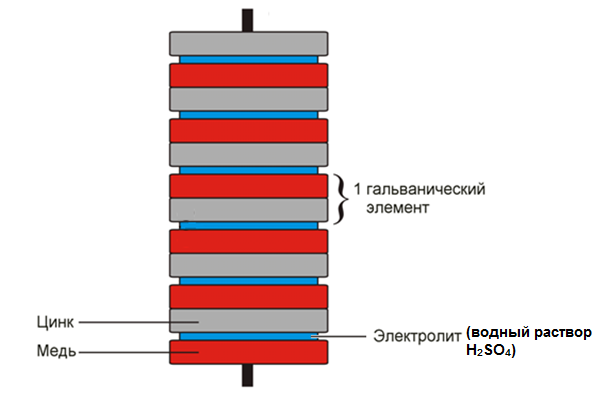 1 гальванический
элемент
Цинк
Электролит (водный раствор
H₂SO₄)
Медь